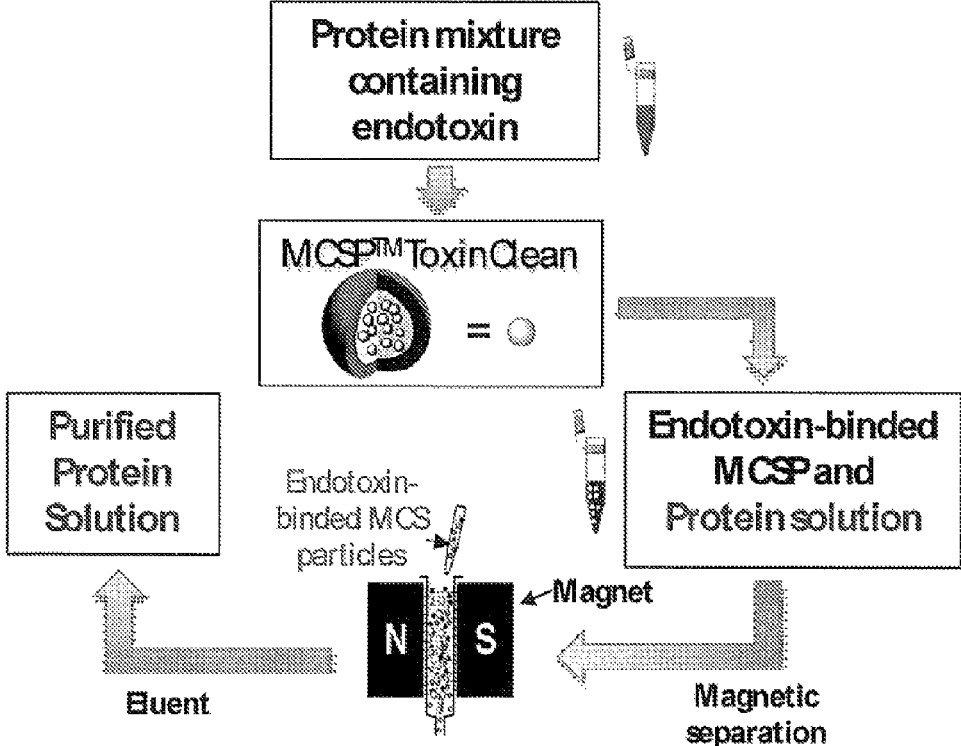 Protein mixture
containing
endotoxin
MCSP™ ToxinClean
=
Endotoxin-binded
MCSP and
Protein solution
Purified
Protein
Solution
Endotoxin-
binded MCS
particles
Magnet
N S
Eluent
Magnetic
separation